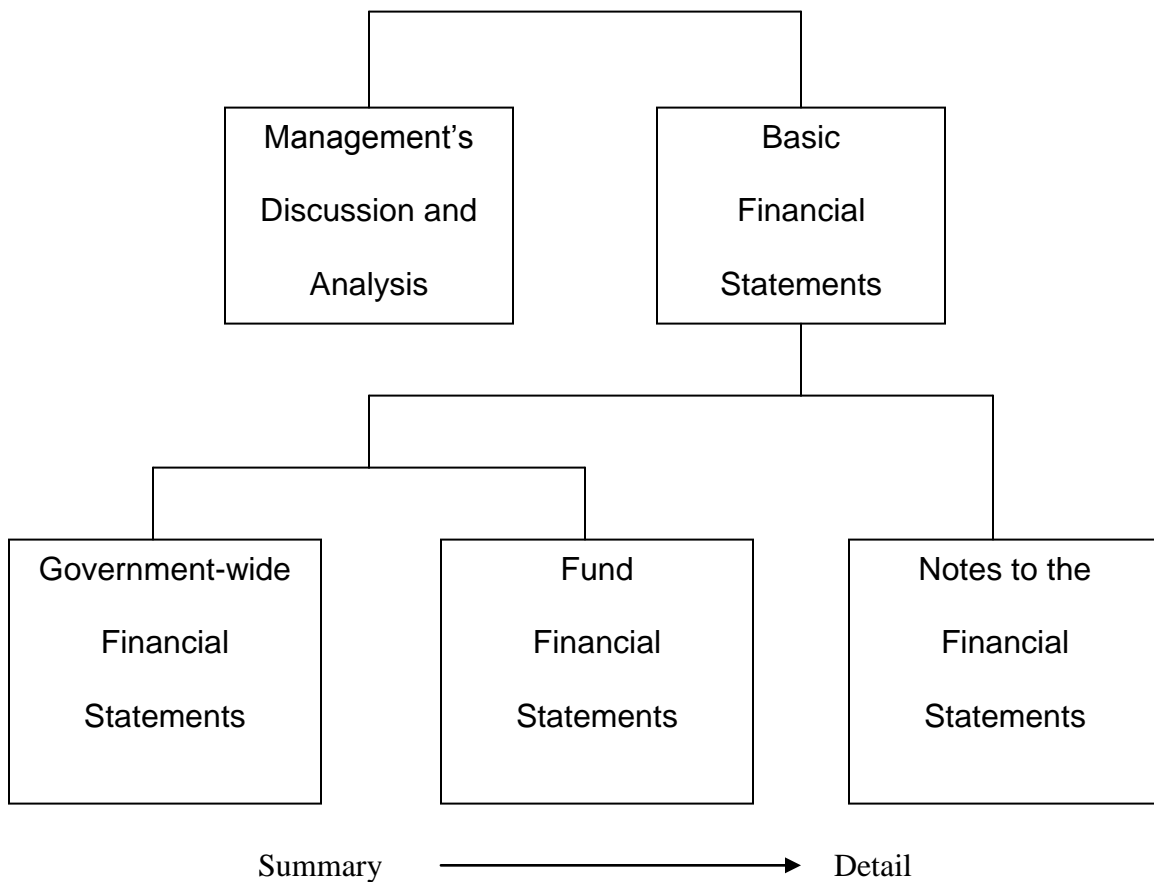 Management’s
Discussion and
Analysis
Basic
Financial
Statements
Government-wide
Financial
Statements
Fund
Financial
Statements
Notes to the
Financial
Statements
Summary
Detail